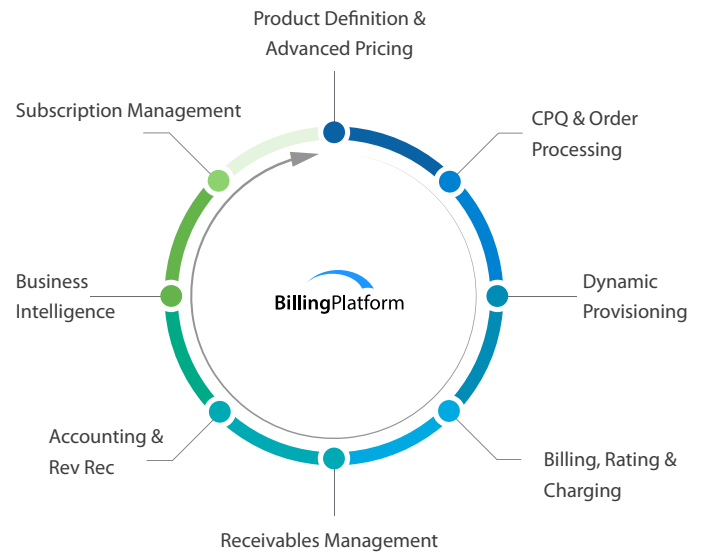 Product Definition &
Advanced Pricing
CPQ & Order
Processing
Dynamic
Provisioning
Billing, Rating &
Charging
Receivables Management
Accounting &
Rev Rec
Business
Intelligence
Subscription Management
BillingPlatform